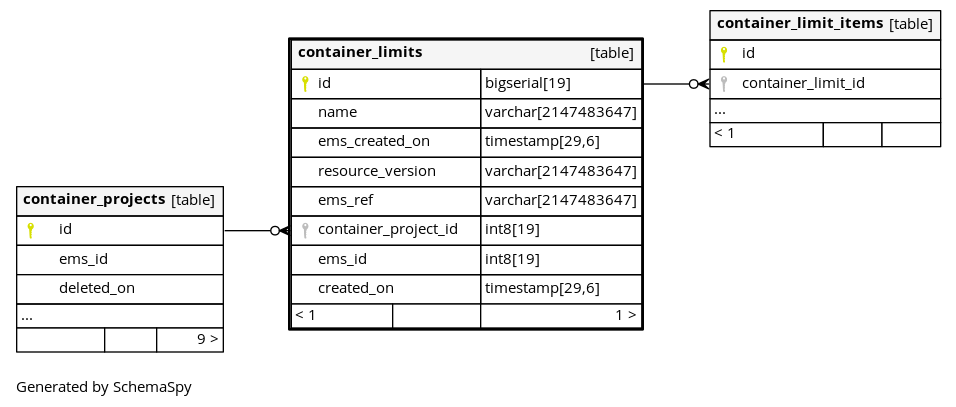 container_limit_items [table]
id
container_limit_id
...
< 1
container_limits [table]
id bigserial[19]
name varchar[2147483647]
ems_created_on timestamp[29,6]
resource_version varchar[2147483647]
ems_ref varchar[2147483647]
container_project_id int8[19]
ems_id int8[19]
created_on timestamp[29,6]
< 1 1 >
container_projects [table]
id
ems_id
deleted_on
...
9 >
Generated by SchemaSpy